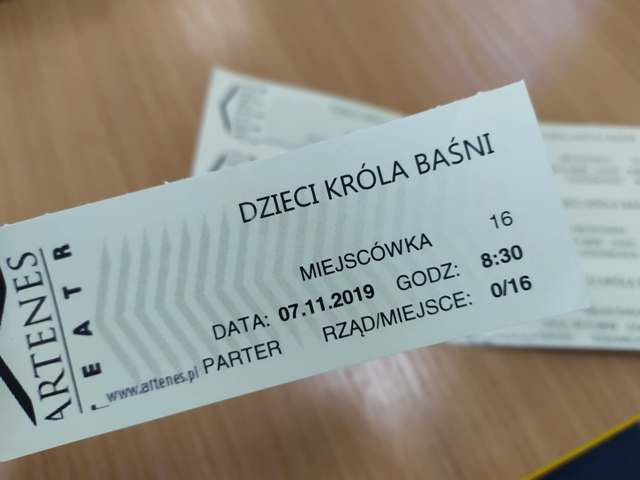 ARTENES
TEATR
DZIECI KRÓLA BAŚNI
MIEJSCÓWKA 16
DATA: 07.11.2019 GODZ: 8:30
PARTER RZĄD/MIEJSCE: 0/16
www.artenes.pl